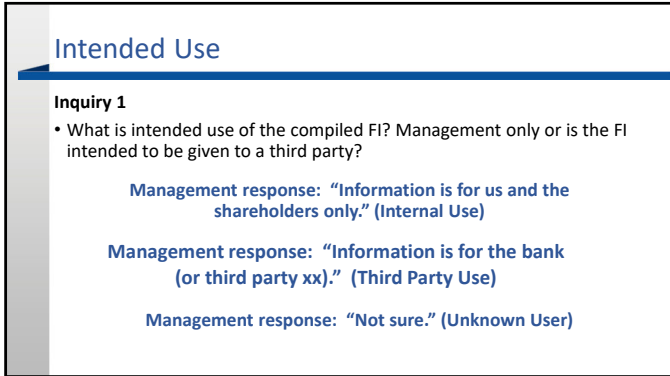 Intended Use
Inquiry 1
• What is intended use of the compiled FI? Management only or is the FI
intended to be given to a third party?
Management response: “Information is for us and the
shareholders only.” (Internal Use)
Management response: “Information is for the bank
(or third party xx).” (Third Party Use)
Management response: “Not sure.” (Unknown User)